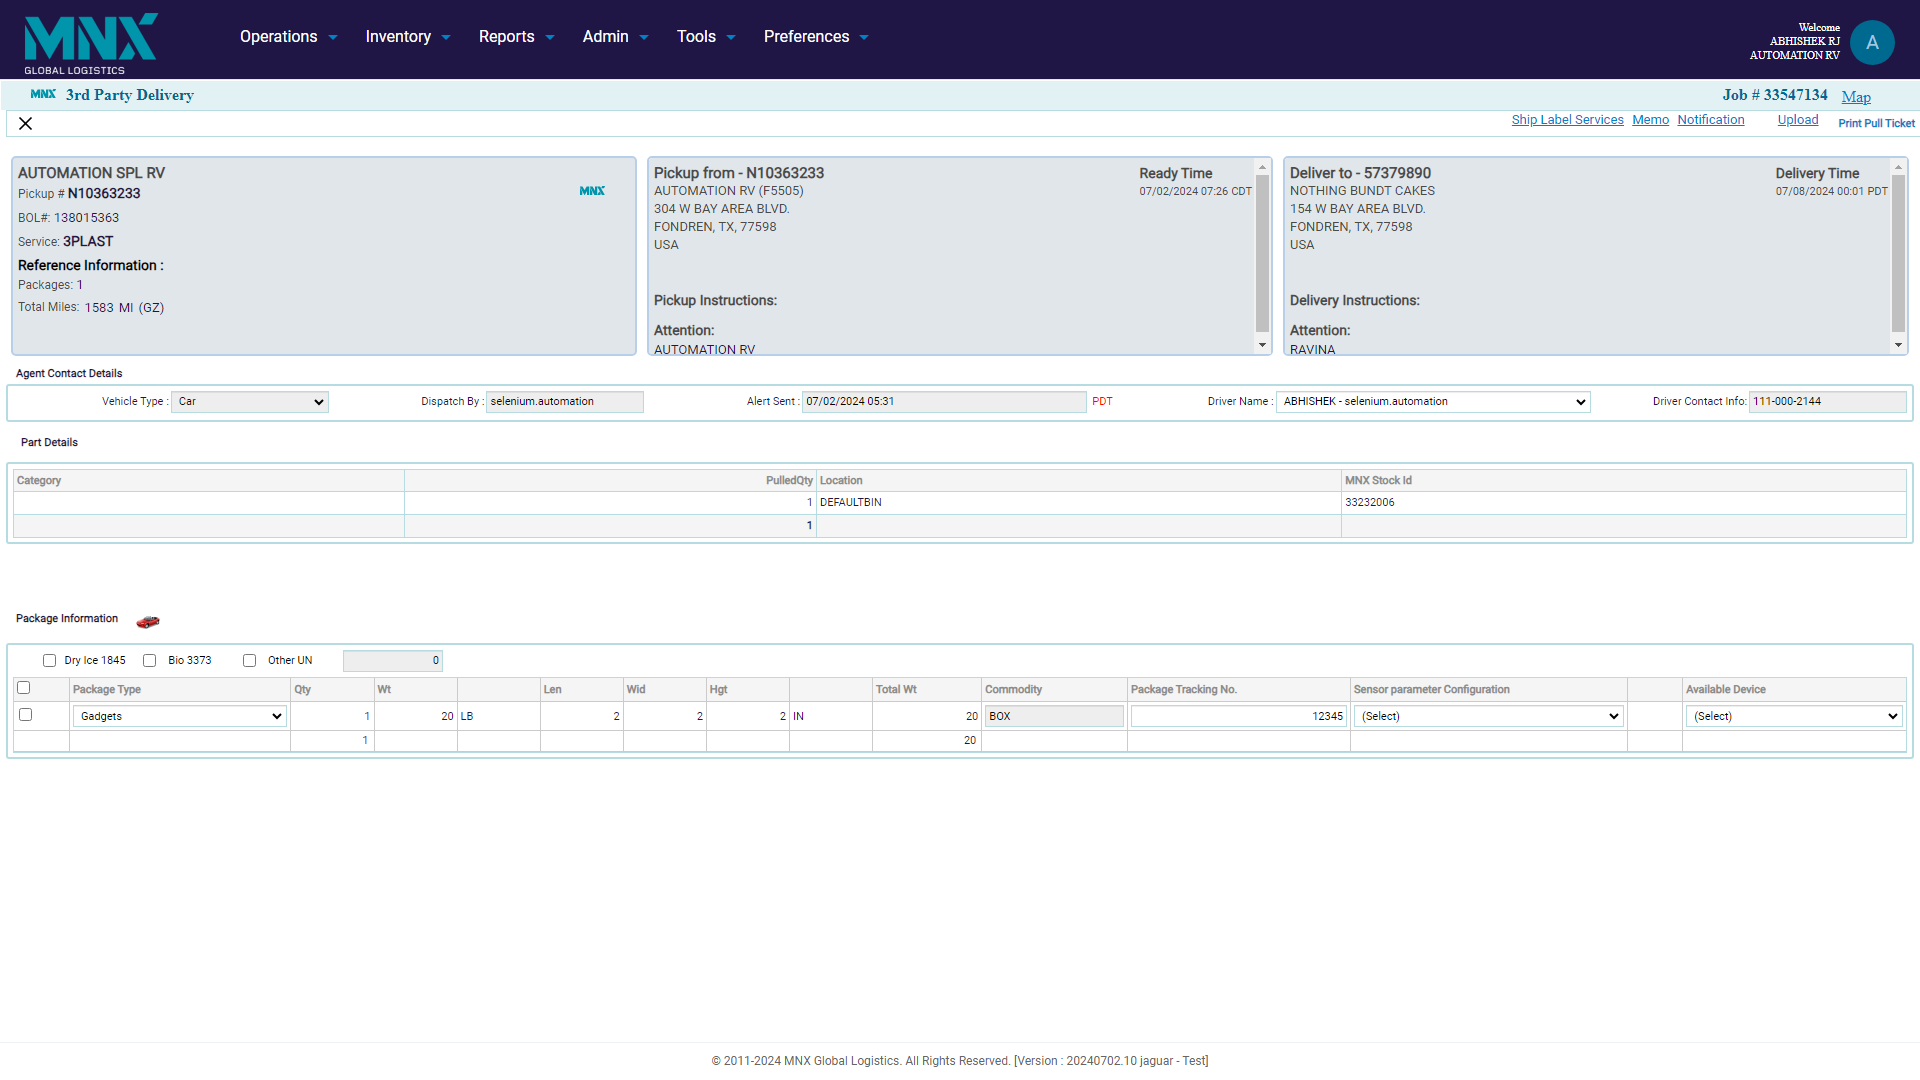 MNX
GLOBAL LOGISTICS
Operations Inventory Reports Admin Tools Preferences
Welcome
ABHISHEK RJ
AUTOMATION RV
A
MNX 3rd Party Delivery
Job # 33547134 Map
Ship Label Services Memo Notification Upload Print Pull Ticket
AUTOMATION SPL RV
Pickup # N10363233
MNX
BOL#: 138015363
Service: 3PLAST
Reference Information :
Packages: 1
Total Miles: 1583 MI (GZ)
Pickup from - N10363233
Ready Time
AUTOMATION RV (F5505)
07/02/2024 07:26 CDT
304 W BAY AREA BLVD.
FONDREN, TX, 77598
USA
Pickup Instructions:
Attention:
AUTOMATION RV
Deliver to - 57379890
Delivery Time
NOTHING BUNDT CAKES
07/08/2024 00:01 PDT
154 W BAY AREA BLVD.
FONDREN, TX, 77598
USA
Delivery Instructions:
Attention:
RAVINA
Agent Contact Details
Vehicle Type : Car Dispatch By : selenium.automation Alert Sent : 07/02/2024 05:31 PDT Driver Name : ABHISHEK - selenium.automation Driver Contact Info: 111-000-2144
Part Details
Category PulledQty Location MNX Stock Id
1 DEFAULTBIN 33232006
1
Package Information
Dry Ice 1845 Bio 3373 Other UN 0
Package Type Qty Wt Len Wid Hgt Total Wt Commodity Package Tracking No. Sensor parameter Configuration Available Device
Gadgets 1 20 LB 2 2 2 IN 20 BOX 12345 (Select) (Select)
1 20
© 2011-2024 MNX Global Logistics. All Rights Reserved. [Version : 20240702.10 jaguar - Test]